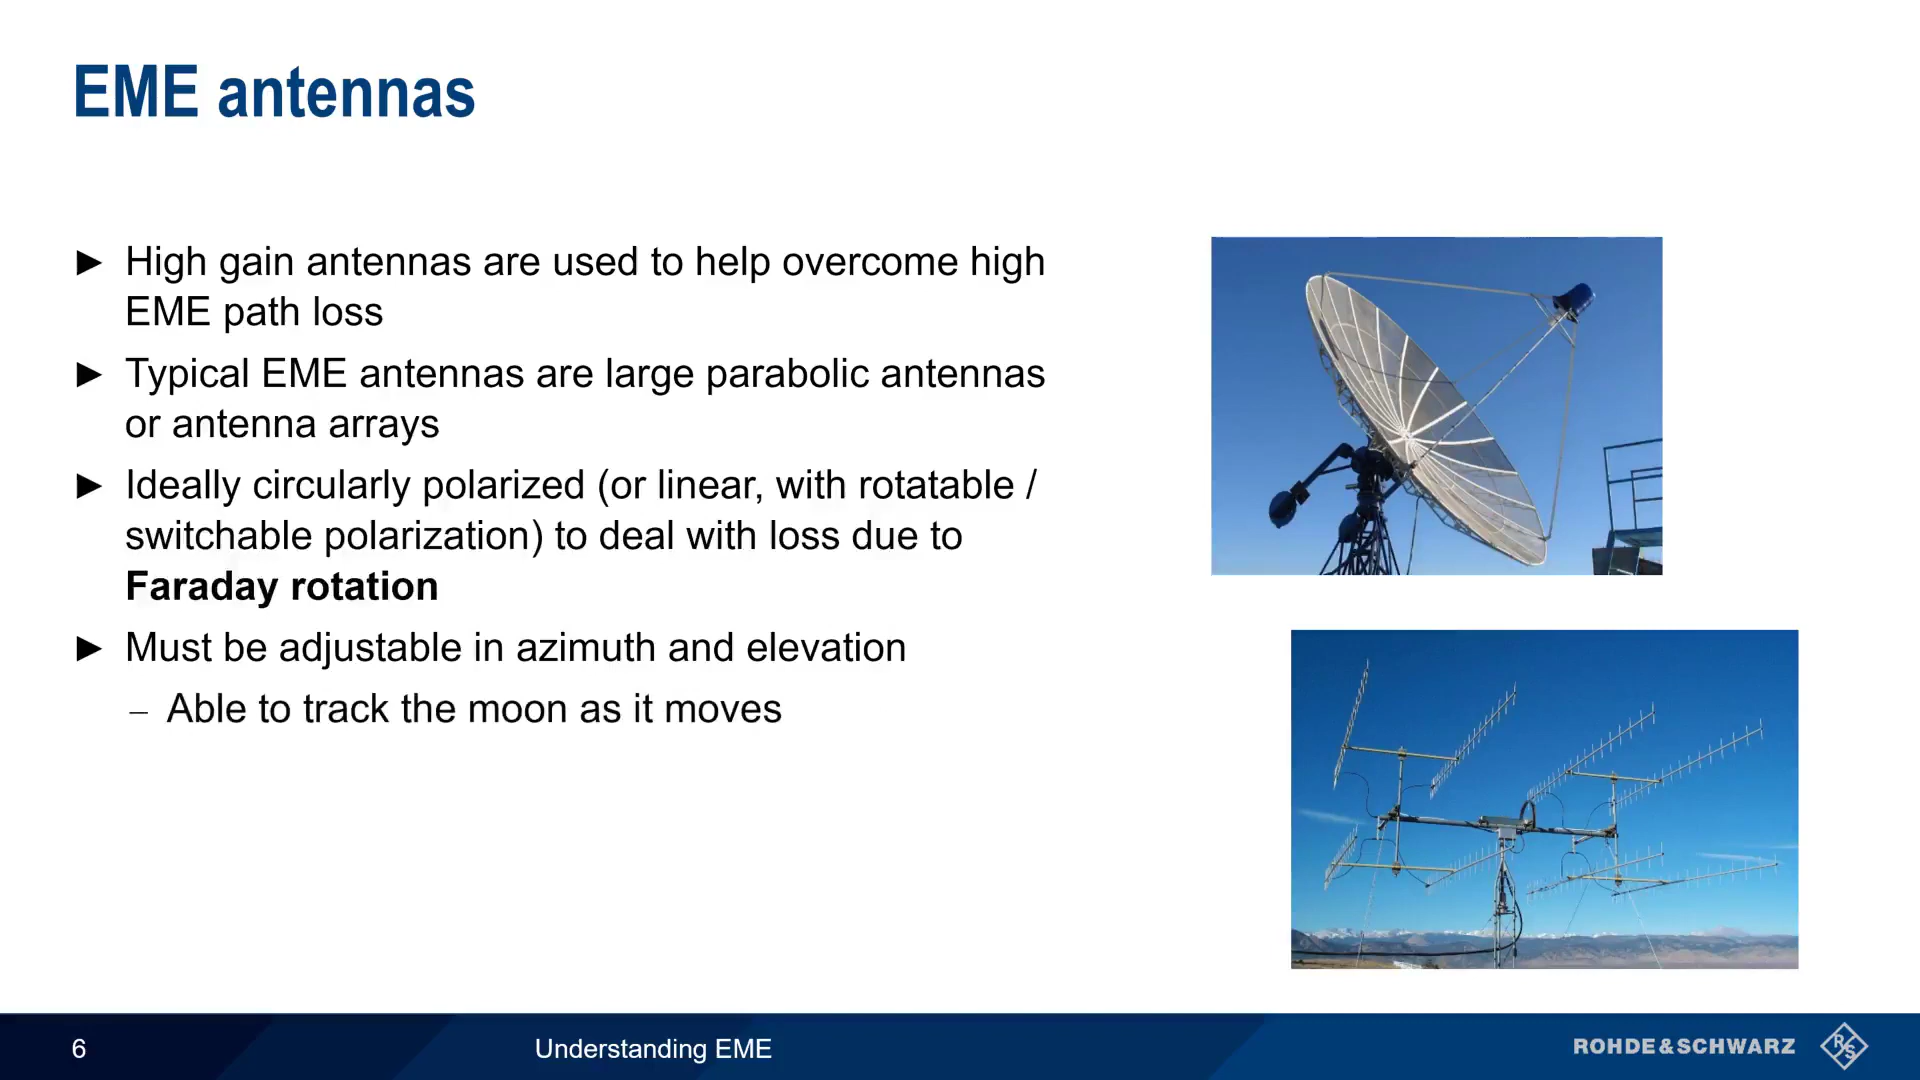 EME antennas
► High gain antennas are used to help overcome high
EME path loss
► Typical EME antennas are large parabolic antennas
or antenna arrays
► Ideally circularly polarized (or linear, with rotatable /
switchable polarization) to deal with loss due to
Faraday rotation
► Must be adjustable in azimuth and elevation
– Able to track the moon as it moves
6
Understanding EME
ROHDE&SCHWARZ
R&S